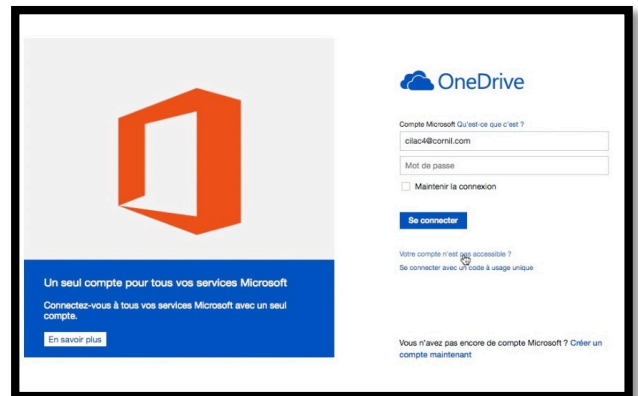 Un seul compte pour tous vos services Microsoft
Connectez-vous à tous vos services Microsoft avec un seul
compte.
En savoir plus
OneDrive
Compte Microsoft Qu'est-ce que c'est ?
cilac4@cornil.com
Mot de passe
Maintenir la connexion
Se connecter
Votre compte n'est pas accessible ?
Se connecter avec un code à usage unique
Vous n'avez pas encore de compte Microsoft ? Créer un
compte maintenant